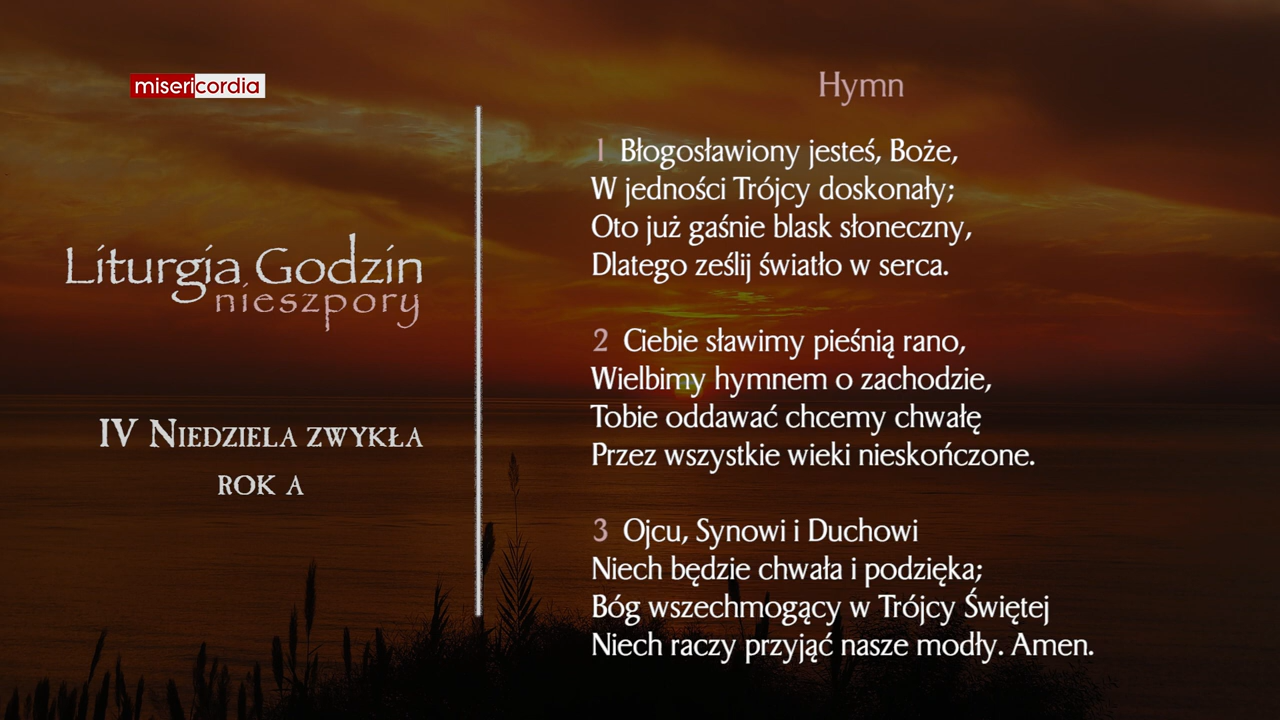 misericordia
Liturgia Godzin
nieszpory
IV Niedziela zwykła
rok A
Hymn
1 Błogosławiony jesteś, Boże,
W jedności Trójcy doskonały;
Oto już gaśnie blask słoneczny,
Dlatego ześlij światło w serca.
2 Ciebie sławimy pieśnią rano,
Wielbimy hymnem o zachodzie,
Tobie oddawać chcemy chwałę
Przez wszystkie wieki nieskończone.
3 Ojcu, Synowi i Duchowi
Niech będzie chwała i podzięka;
Bóg wszechmogący w Trójcy Świętej
Niech raczy przyjąć nasze modły. Amen.